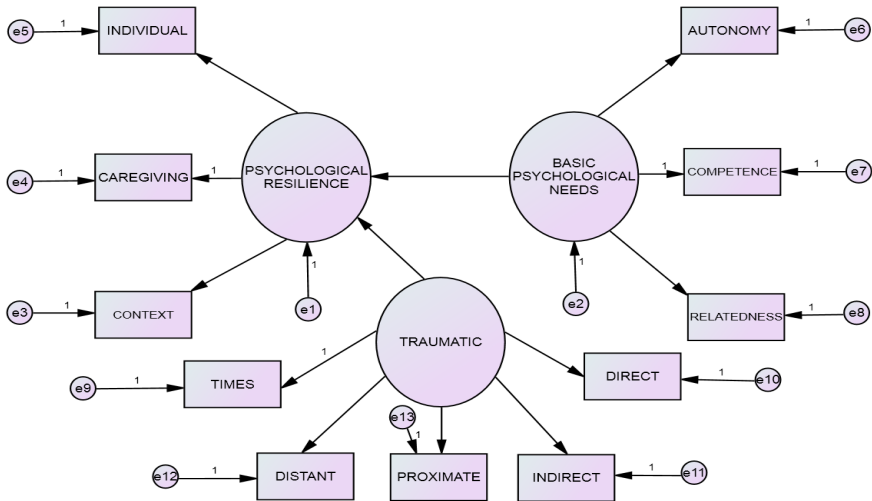 e5
1
INDIVIDUAL
AUTONOMY
1
e6
e4
1
CAREGIVING
1
PSYCHOLOGICAL
RESILIENCE
BASIC
PSYCHOLOGICAL
NEEDS
1
COMPETENCE
1
e7
e3
1
CONTEXT
1
e1
1
e2
RELATEDNESS
1
e8
TRAUMATIC
1
e9
1
TIMES
DIRECT
1
e10
e13
1
e12
1
DISTANT
PROXIMATE
INDIRECT
1
e11